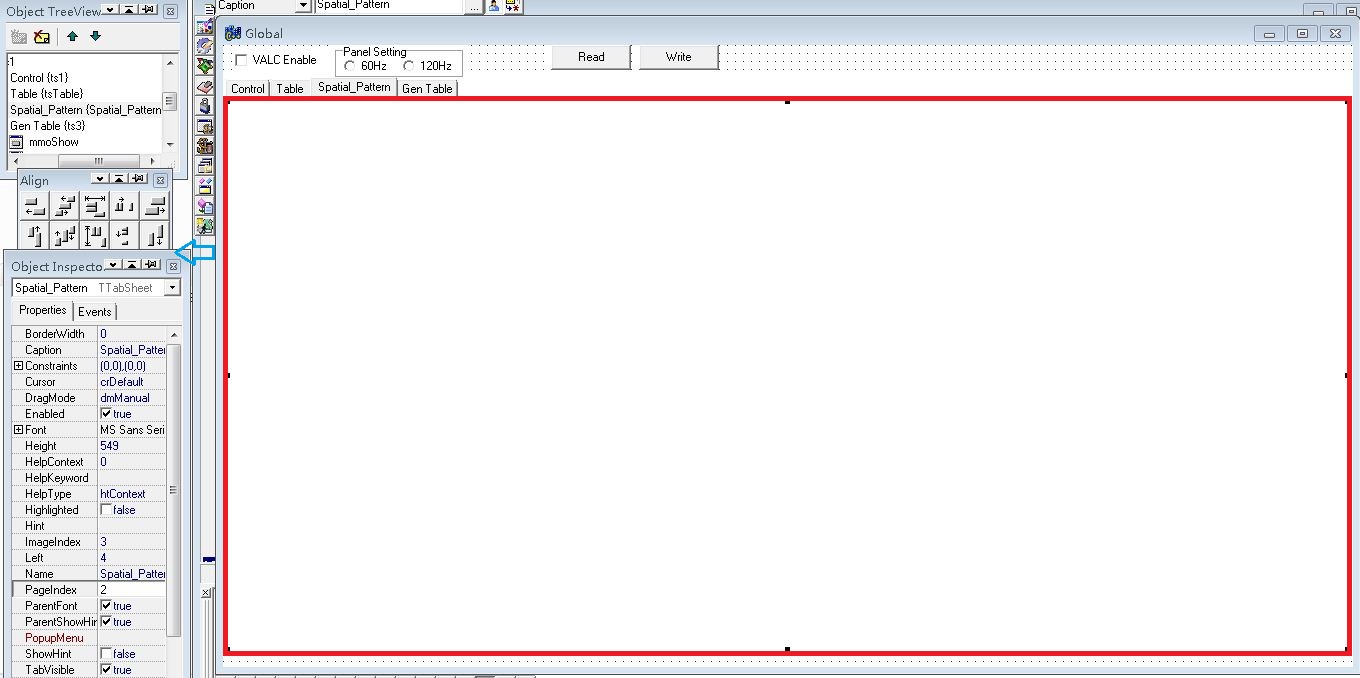 Object TreeView
:1
Control {ts1}
Table {tsTable}
Spatial_Pattern {Spatial_Pattern
Gen Table {ts3}
mmoShow
Align
Object Inspecto
Spatial_Pattern TTabSheet
Properties Events
BorderWidth 0
Caption Spatial_Patter
Constraints (0,0),(0,0)
Cursor crDefault
DragMode dmManual
Enabled true
Font MS Sans Seri
Height 549
HelpContext 0
HelpKeyword
HelpType htContext
Highlighted false
Hint
ImageIndex 3
Left 4
Name Spatial_Patter
PageIndex 2
ParentFont true
ParentShowHin true
PopupMenu
ShowHint false
TabVisible true
Caption Spatial_Pattern ...
Global
VALC Enable
Panel Setting
60Hz 120Hz
Read Write
Control Table Spatial_Pattern Gen Table